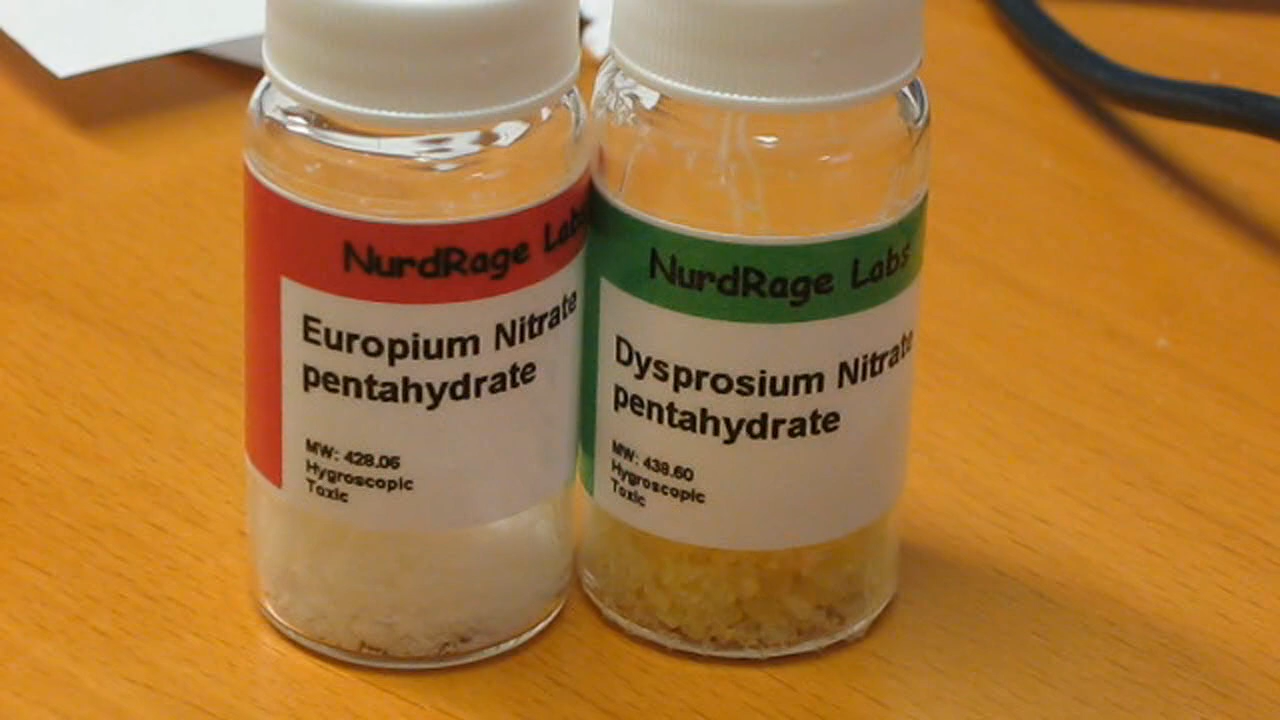 NurdRage Labs
Europium Nitrate
pentahydrate
MW: 428.06
Hygroscopic
Toxic
NurdRage Labs
Dysprosium Nitrate
pentahydrate
MW: 438.60
Hygroscopic
Toxic